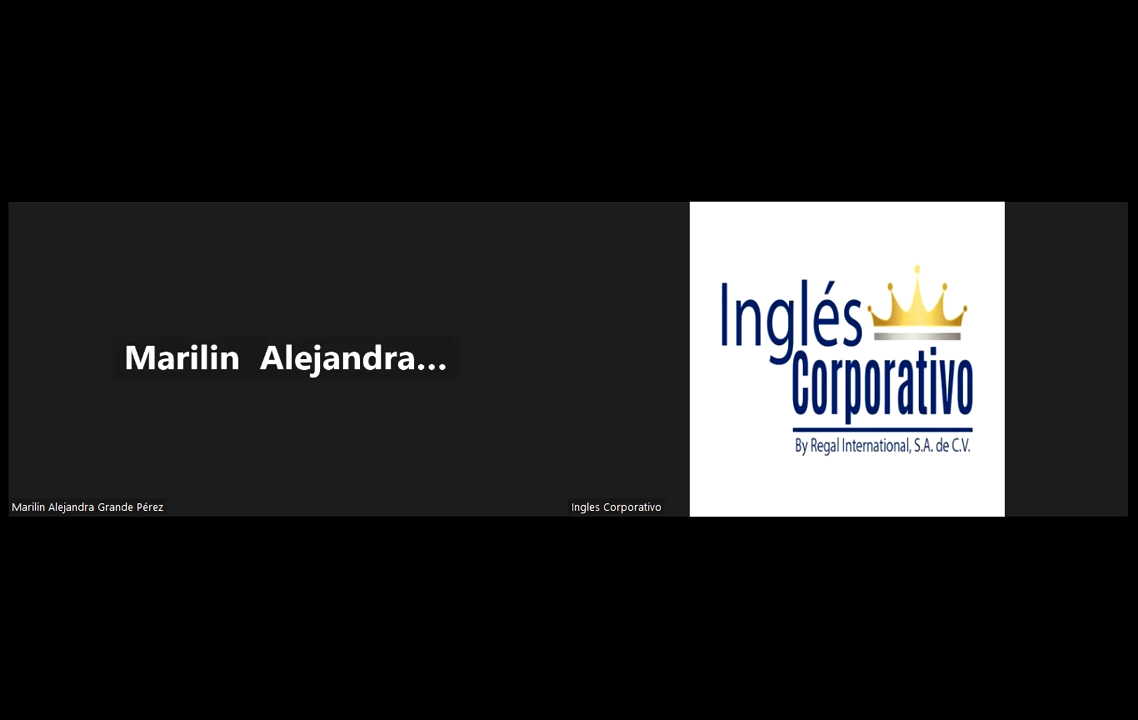 Marilin Alejandra...
Inglés
Corporativo
By Regal International, S.A. de C.V.
Marilin Alejandra Grande Pérez
Ingles Corporativo